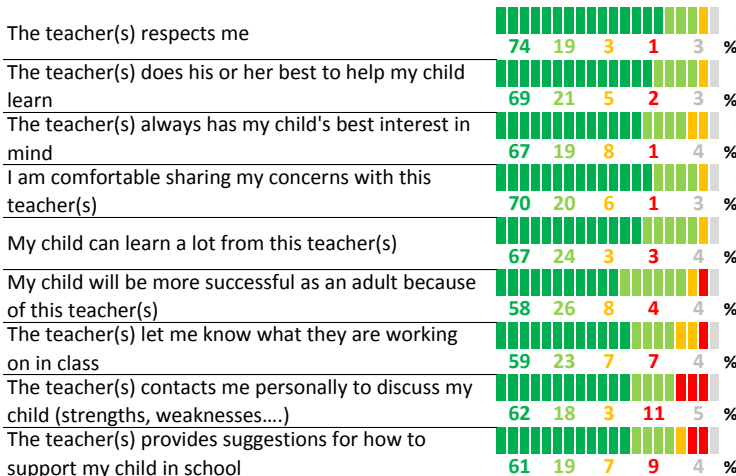 The teacher(s) respects me
74 19 3 1 3 %
The teacher(s) does his or her best to help my child
learn
69 21 5 2 3 %
The teacher(s) always has my child's best interest in
mind
67 19 8 1 4 %
I am comfortable sharing my concerns with this
teacher(s)
70 20 6 1 3 %
My child can learn a lot from this teacher(s)
67 24 3 3 4 %
My child will be more successful as an adult because
of this teacher(s)
58 26 8 4 4 %
The teacher(s) let me know what they are working
on in class
59 23 7 7 4 %
The teacher(s) contacts me personally to discuss my
child (strengths, weaknesses....)
62 18 3 11 5 %
The teacher(s) provides suggestions for how to
support my child in school
61 19 7 9 4 %